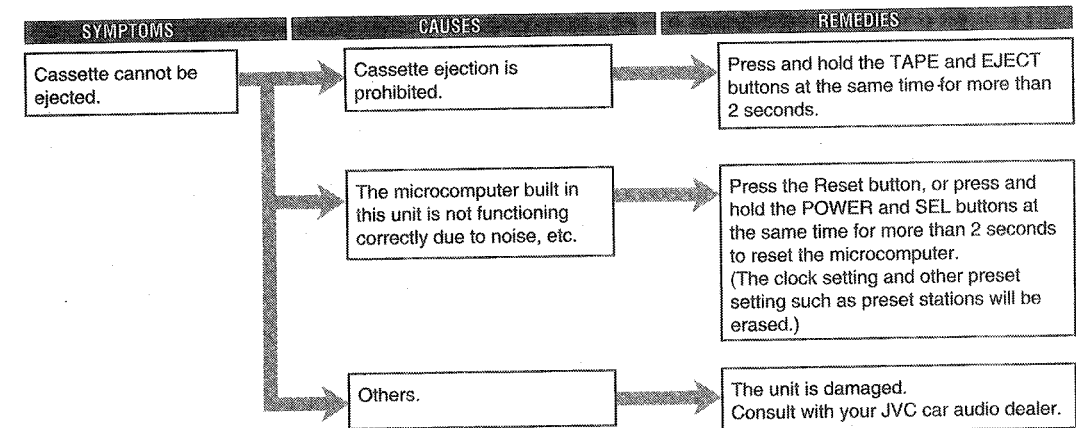 SYMPTOMS
CAUSES
REMEDIES
Cassette cannot be
ejected.
Cassette ejection is
prohibited.
Press and hold the TAPE and EJECT
buttons at the same time for more than
2 seconds.
The microcomputer built in
this unit is not functioning
correctly due to noise, etc.
Press the Reset button, or press and
hold the POWER and SEL buttons at
the same time for more than 2 seconds
to reset the microcomputer.
(The clock setting and other preset
setting such as preset stations will be
erased.)
Others.
The unit is damaged.
Consult with your JVC car audio dealer.